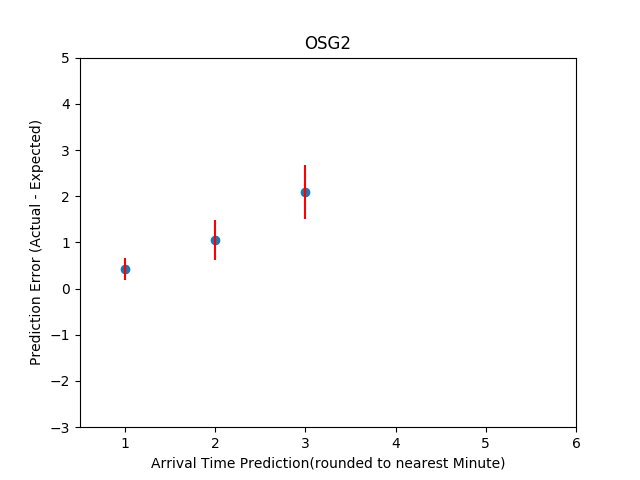 OSG2
5
4
3
2
1
0
−1
−2
−3
Prediction Error (Actual - Expected)
1 2 3 4 5 6
Arrival Time Prediction(rounded to nearest Minute)